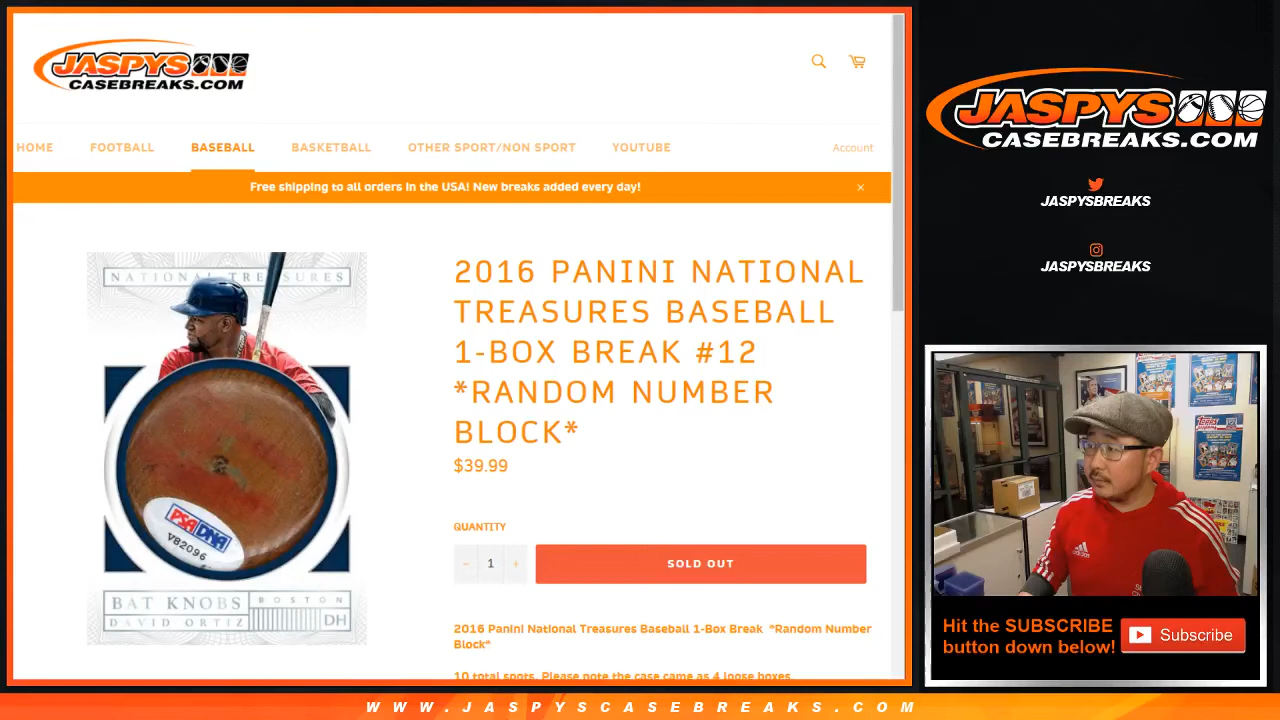 JASPYS
CASEBREAKS.COM
HOME FOOTBALL BASEBALL BASKETBALL OTHER SPORT/NON SPORT YOUTUBE Account
Free shipping to all orders in the USA! New breaks added every day! ×
NATIONAL TREASURES
PSA/DNA
V82096
BAT KNOBS
DAVID ORTIZ
BOSTON
DH
2016 PANINI NATIONAL
TREASURES BASEBALL
1-BOX BREAK #12
*RANDOM NUMBER
BLOCK*
$39.99
QUANTITY
− 1 +
SOLD OUT
2016 Panini National Treasures Baseball 1-Box Break *Random Number
Block*
10 total spots. Please note the case came as 4 loose boxes.
JASPYS
CASEBREAKS.COM
JASPYSBREAKS
JASPYSBREAKS
TOPPS
Hit the SUBSCRIBE
button down below!
Subscribe
WWW.JASPYSCASEBREAKS.COM